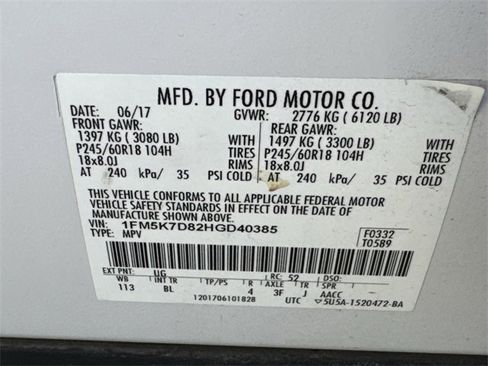 MFD. BY FORD MOTOR CO.
DATE: 06/17 GVWR: 2776 KG ( 6120 LB)
FRONT GAWR: REAR GAWR:
1397 KG ( 3080 LB) WITH 1497 KG ( 3300 LB) WITH
P245/60R18 104H TIRES P245/60R18 104H TIRES
18x8.0J RIMS 18x8.0J RIMS
AT 240 kPa/ 35 PSI COLD AT 240 kPa/ 35 PSI COLD
THIS VEHICLE CONFORMS TO ALL APPLICABLE FEDERAL MOTOR
VEHICLE SAFETY STANDARDS IN EFFECT ON THE DATE OF
MANUFACTURE SHOWN ABOVE.
VIN: 1FM5K7D82HGD40385 F0332
TYPE: MPV T0589
EXT PNT: UG RC: 52 DSO:
WB INT TR TP/PS R AXLE TR SPR
113 BL 4 3F J AACC
1201706101828 UTC 5U5A-1520472-BA